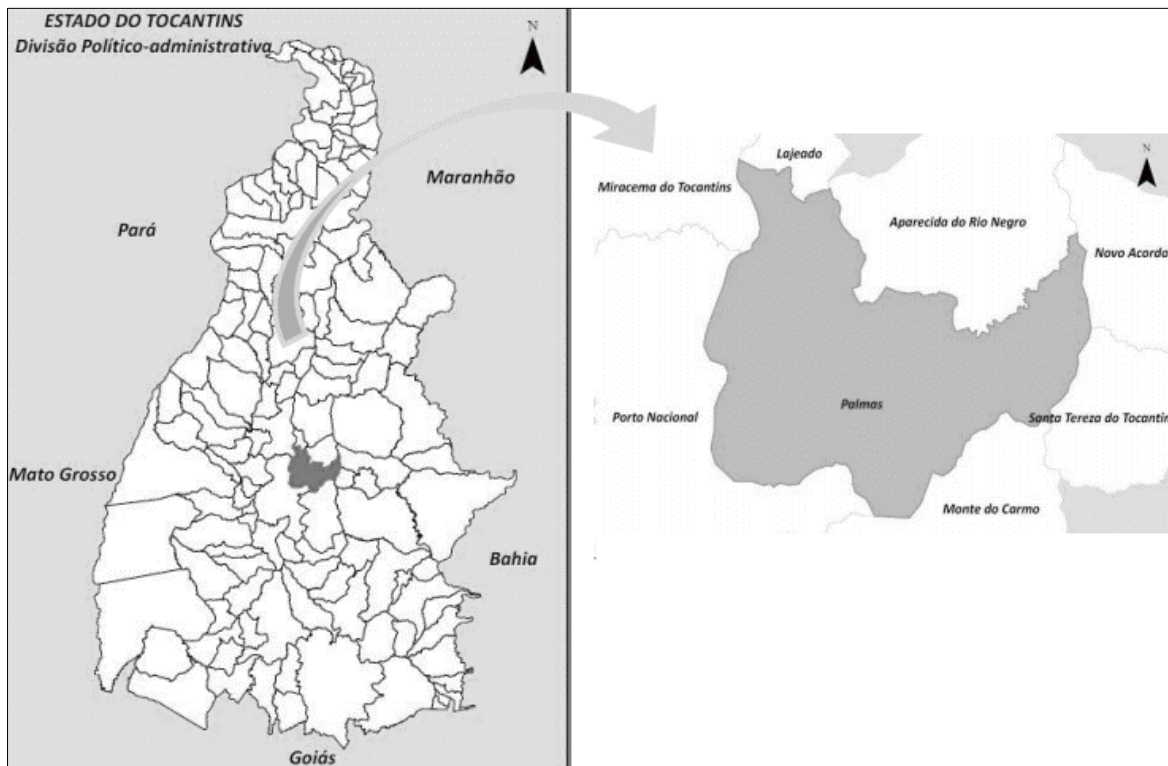 ESTADO DO TOCANTINS
Divisão Político-administrativa
N
Maranhão
Pará
Mato Grosso
Bahia
Goiás
Lajeado
N
Miracema do Tocantins
Aparecida do Rio Negro
Novo Acordo
Palmas
Porto Nacional
Santa Tereza do Tocantin
Monte do Carmo